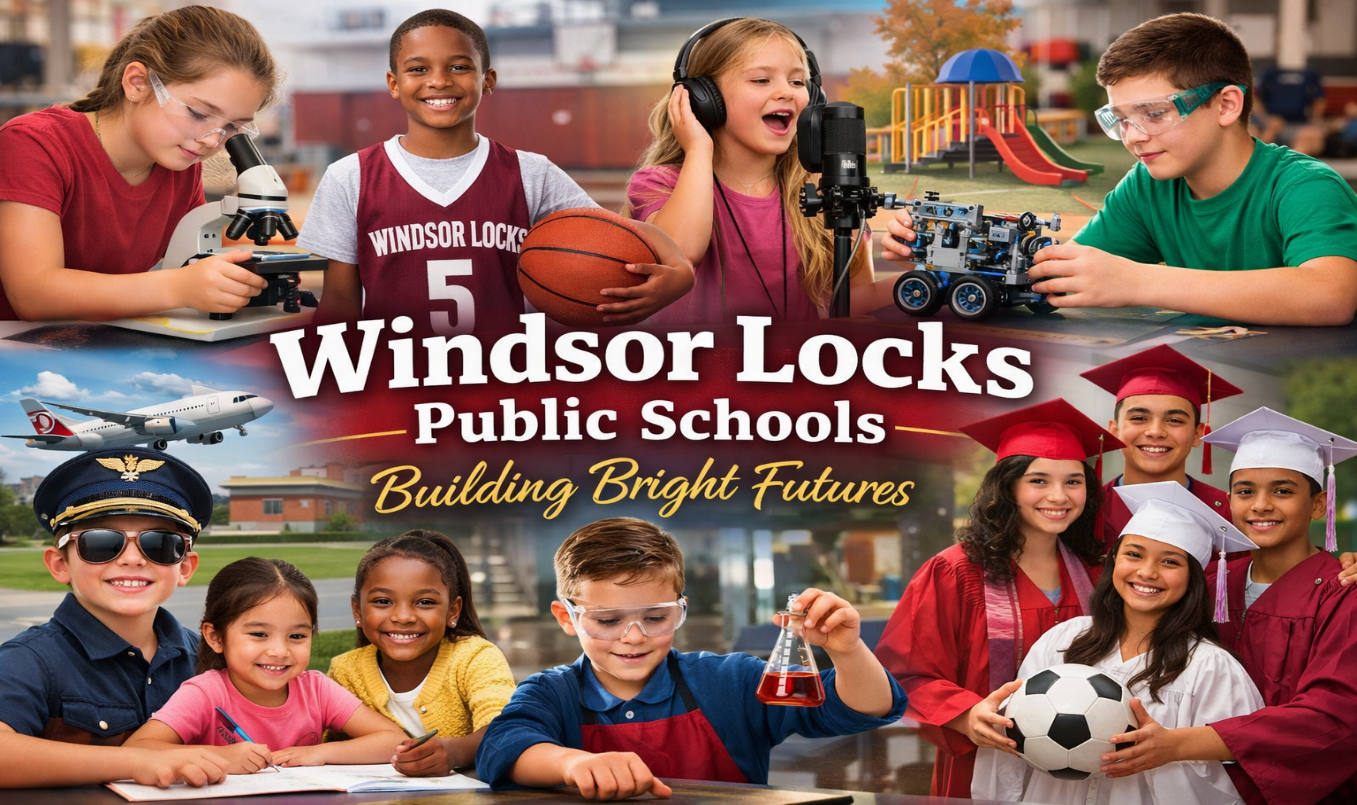 WINDSOR LOCKS
5
Windsor Locks
Public Schools
Building Bright Futures